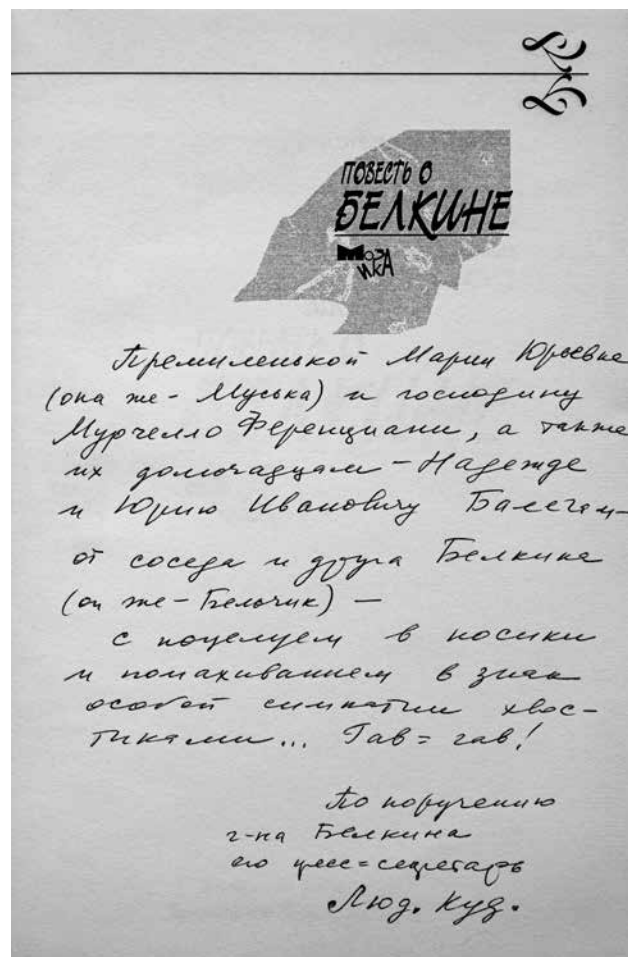 ПОВЕСТЬ О
БЕЛКИНЕ
МОЗАИКА
Премиленькой Марии Юрьевне
(она же - Муська) и господину
Мурчелло Ференциани, а также
их домочадцам - Надежде
и Юрию Ивановичу
от соседа и друга Белкина
(он же - Бельчик) —
с поцелуем в носики
и помахиванием в знак
особой симпатии хвос-
тиками... Гав = гав!
По поручению
г-на Белкина
его пресс = секретарь
Люд. Куд.